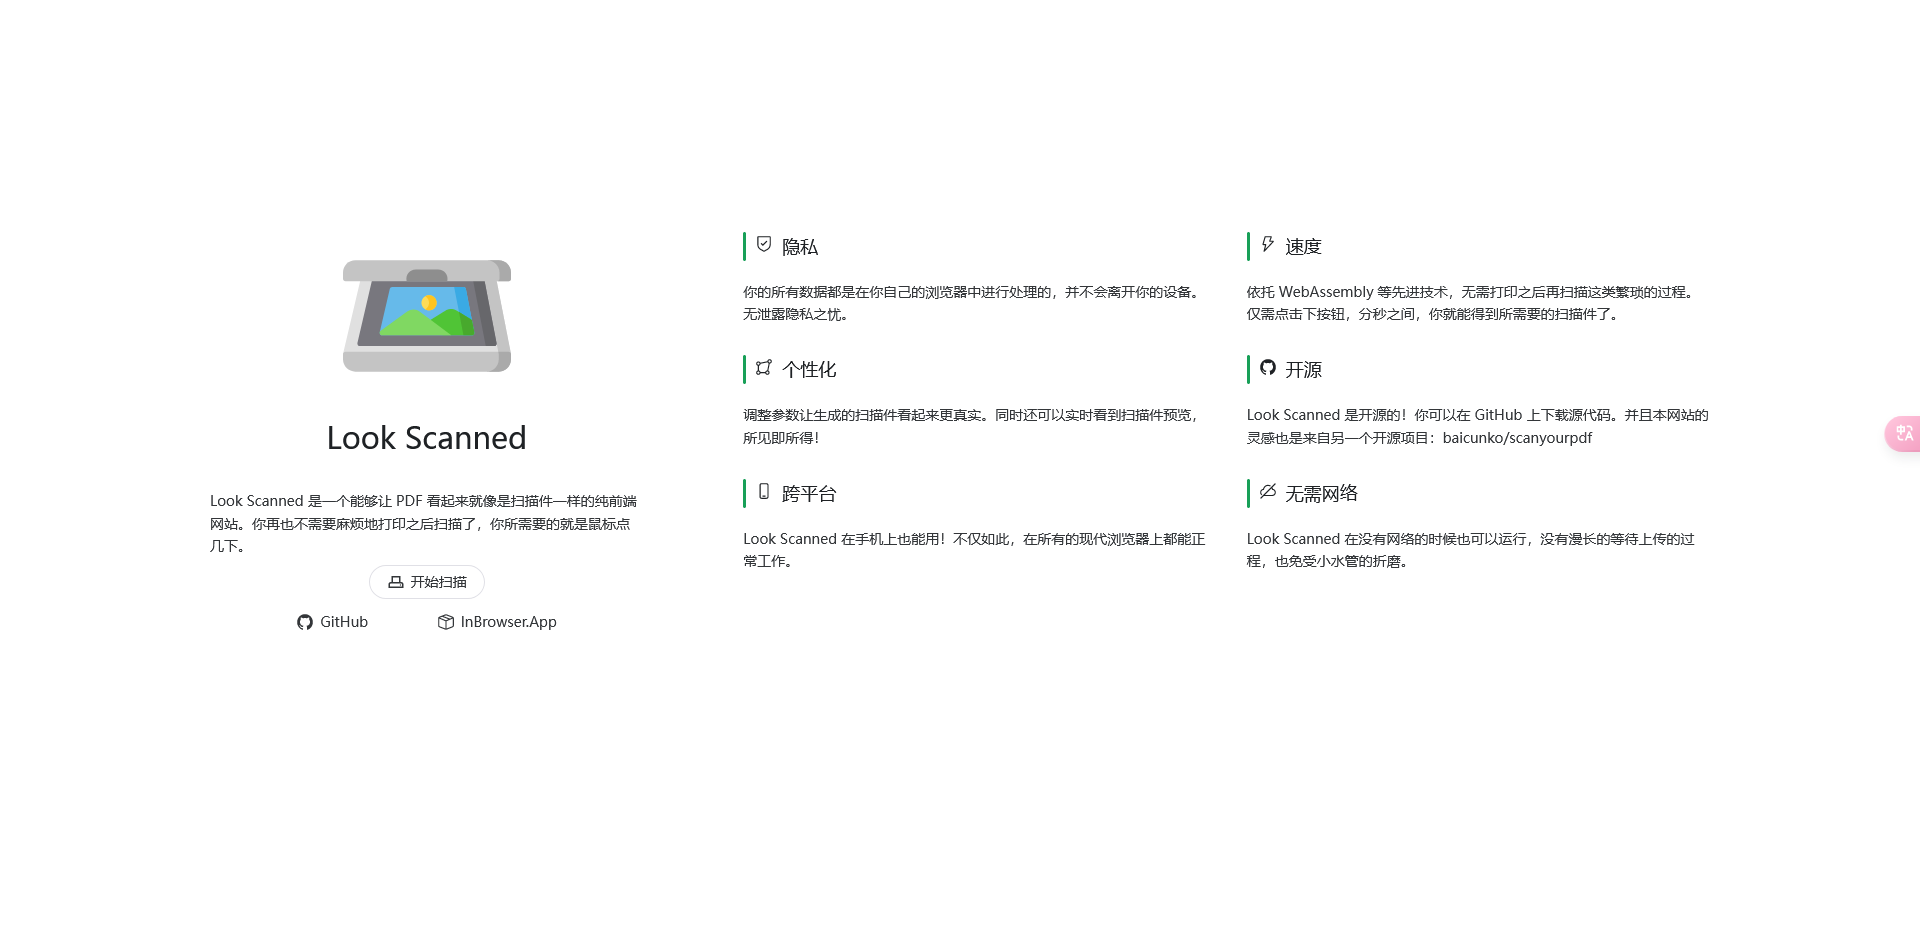 Look Scanned
Look Scanned 是一个能够让 PDF 看起来就像是扫描件一样的纯前端
网站。你再也不需要麻烦地打印之后扫描了，你所需要的就是鼠标点
几下。
开始扫描
GitHub
InBrowser.App
隐私
你的所有数据都是在你自己的浏览器中进行处理的，并不会离开你的设备。
无泄露隐私之忧。
速度
依托 WebAssembly 等先进技术，无需打印之后再扫描这类繁琐的过程。
仅需点击下按钮，分秒之间，你就能得到所需要的扫描件了。
个性化
调整参数让生成的扫描件看起来更真实。同时还可以实时看到扫描件预览，
所见即所得！
开源
Look Scanned 是开源的！你可以在 GitHub 上下载源代码。并且本网站的
灵感也是来自另一个开源项目：baicunko/scanyourpdf
跨平台
Look Scanned 在手机上也能用！不仅如此，在所有的现代浏览器上都能正
常工作。
无需网络
Look Scanned 在没有网络的时候也可以运行，没有漫长的等待上传的过
程，也免受小水管的折磨。